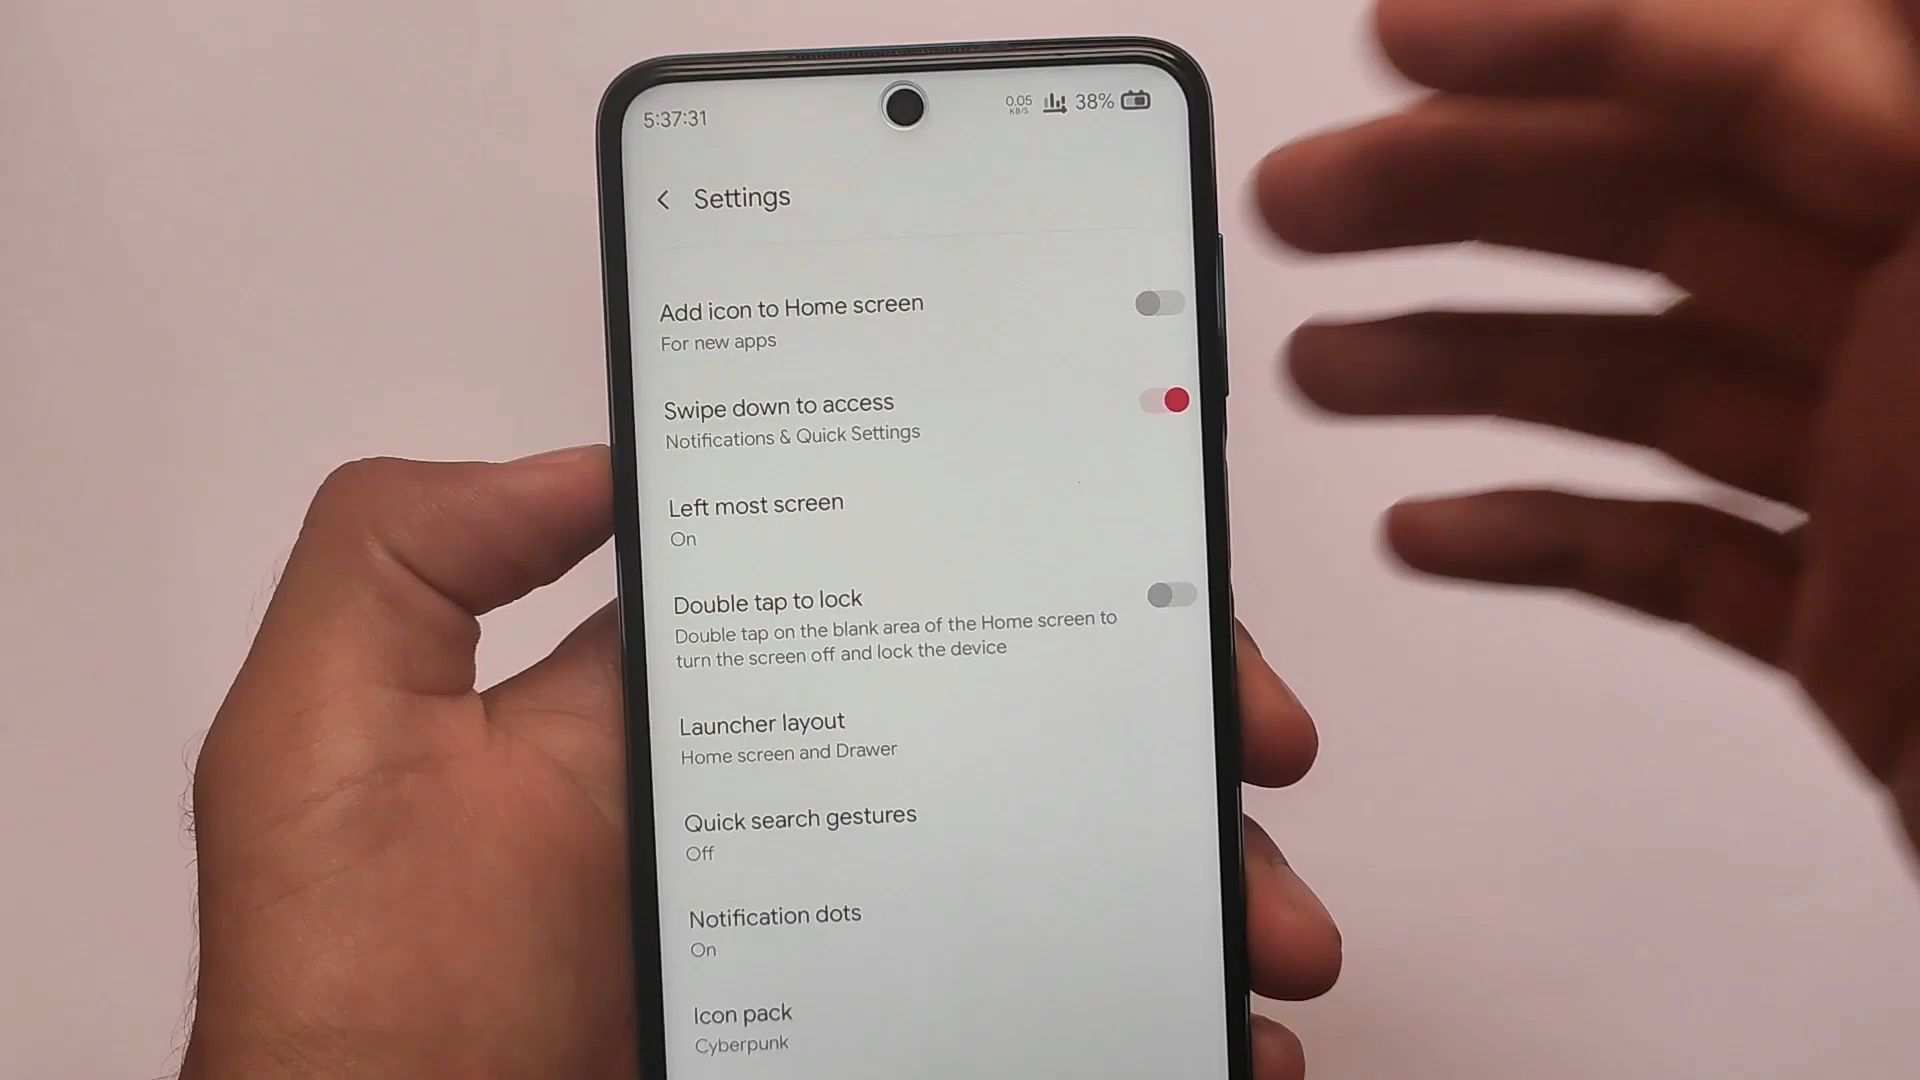 5:37:31
0.05
KB/S
38%
Settings
Add icon to Home screen
For new apps
Swipe down to access
Notifications & Quick Settings
Left most screen
On
Double tap to lock
Double tap on the blank area of the Home screen to
turn the screen off and lock the device
Launcher layout
Home screen and Drawer
Quick search gestures
Off
Notification dots
On
Icon pack
Cyberpunk